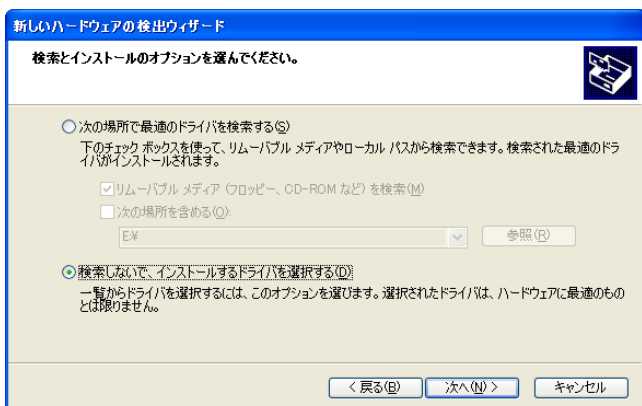 新しいハードウェアの検出ウィザード
検索とインストールのオプションを選んでください。
次の場所で最適のドライバを検索する(S)
下のチェック ボックスを使って、リムーバブル メディアやローカル パスから検索できます。検索された最適のドラ
イバがインストールされます。
リムーバブル メディア (フロッピー、CD-ROM など) を検索(M)
次の場所を含める(O):
E:¥
参照(R)
検索しないで、インストールするドライバを選択する(D)
一覧からドライバを選択するには、このオプションを選びます。選択されたドライバは、ハードウェアに最適のもの
とは限りません。
< 戻る(B)
次へ(N) >
キャンセル